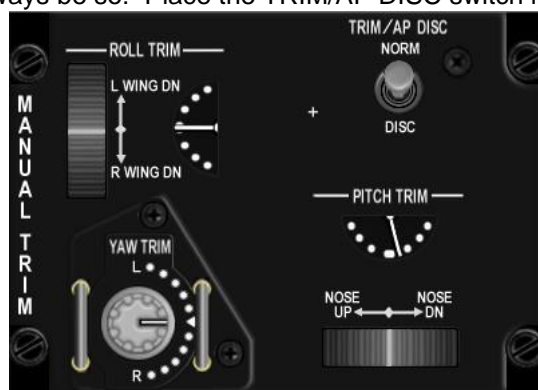 ways be so. Place the TRIM/AP DISC switch
TRIM/AP DISC
ROLL TRIM
NORM
L WING DN
DISC
R WING DN
MANUAL TRIM
PITCH TRIM
YAW TRIM
L
R
NOSE UP
NOSE DN